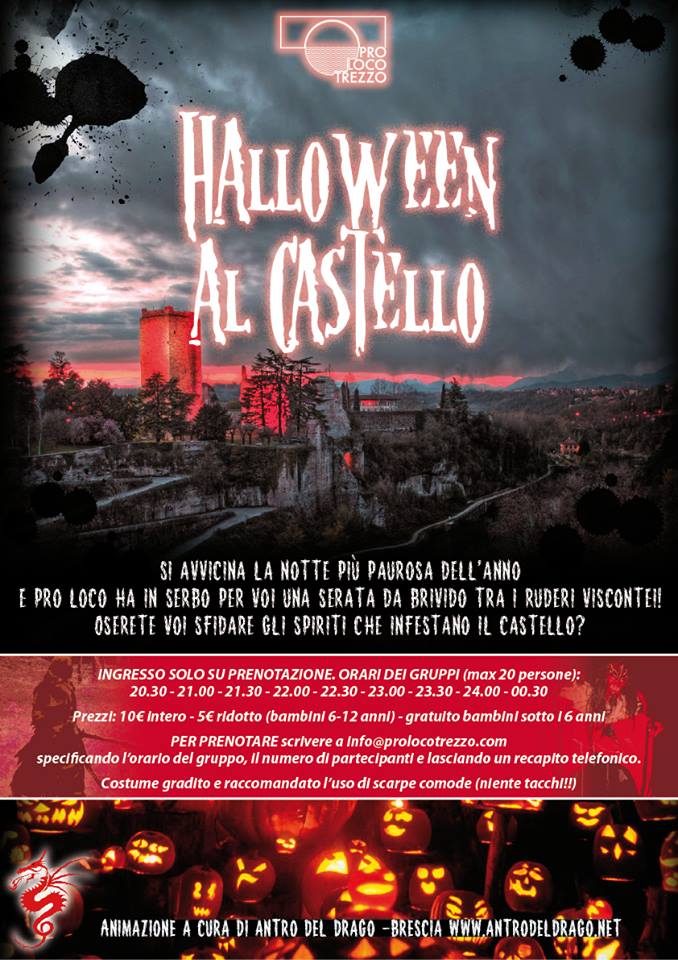 PRO
LOCO
TREZZO
HALLOWEEN
AL CASTELLO
SI AVVICINA LA NOTTE PIÙ PAUROSA DELL'ANNO
E PRO LOCO HA IN SERBO PER VOI UNA SERATA DA BRIVIDO TRA I RUDERI VISCONTEI!
OSERETE VOI SFIDARE GLI SPIRITI CHE INFESTANO IL CASTELLO?
INGRESSO SOLO SU PRENOTAZIONE. ORARI DEI GRUPPI (max 20 persone):
20.30 - 21.00 - 21.30 - 22.00 - 22.30 - 23.00 - 23.30 - 24.00 - 00.30
Prezzi: 10€ intero - 5€ ridotto (bambini 6-12 anni) - gratuito bambini sotto i 6 anni
PER PRENOTARE scrivere a info@prolocotrezzo.com
specificando l'orario del gruppo, il numero di partecipanti e lasciando un recapito telefonico.
Costume gradito e raccomandato l'uso di scarpe comode (niente tacchi!!)
ANIMAZIONE A CURA DI ANTRO DEL DRAGO -BRESCIA WWW.ANTRODELDRAGO.NET